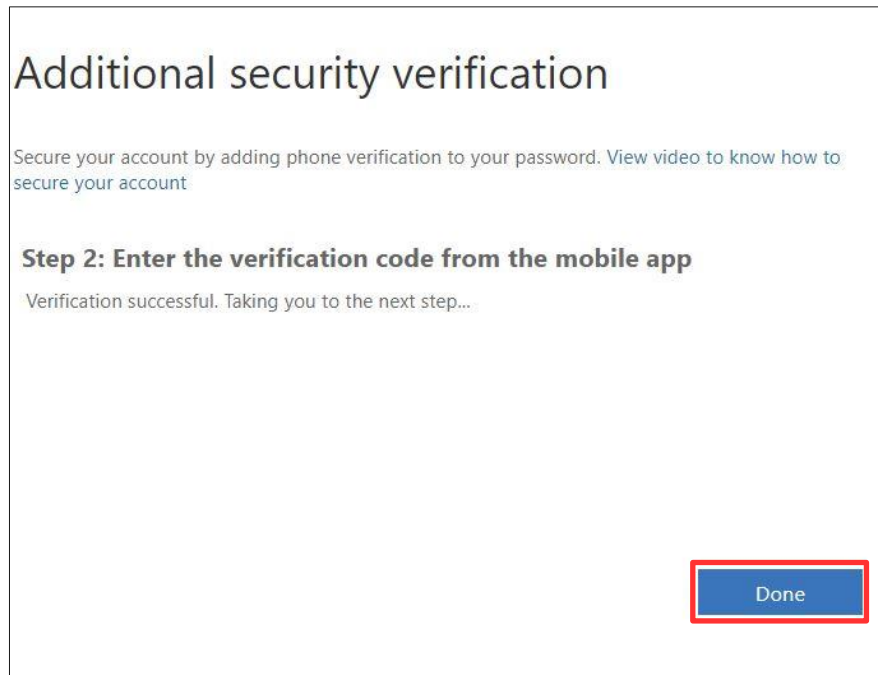 Additional security verification
Secure your account by adding phone verification to your password. View video to know how to
secure your account
Step 2: Enter the verification code from the mobile app
Verification successful. Taking you to the next step...
Done